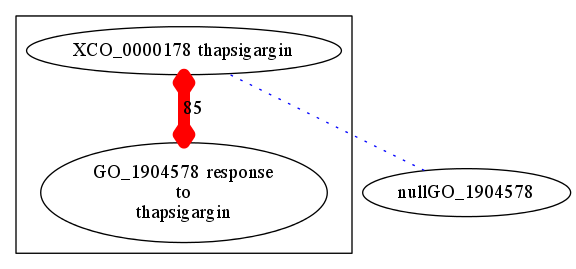 XCO_0000178 thapsigargin
85
GO_1904578 response
to
thapsigargin
nullGO_1904578